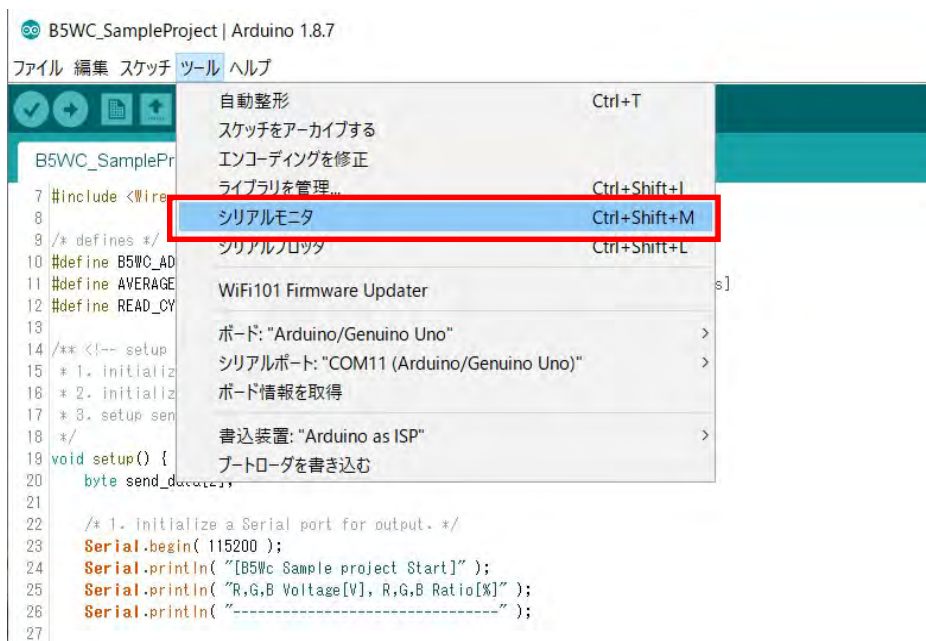 B5WC_SampleProject | Arduino 1.8.7
ファイル 編集 スケッチ ツール ヘルプ
自動整形 Ctrl+T
スケッチをアーカイブする
エンコーディングを修正
B5WC_SamplePr
ライブラリを管理... Ctrl+Shift+I
7 #include <Wire
シリアルモニタ Ctrl+Shift+M
8
シリアルプロッタ Ctrl+Shift+L
9 /* defines */
10 #define B5WC_AD
11 #define AVERAGE s]
WiFi101 Firmware Updater
12 #define READ_CY
13
ボード: "Arduino/Genuino Uno"
14 /** <!-- setup
シリアルポート: "COM11 (Arduino/Genuino Uno)"
15 * 1. initializ
ボード情報を取得
16 * 2. initializ
17 * 3. setup sen
書込装置: "Arduino as ISP"
18 */
19 void setup() {
ブートローダを書き込む
20 byte send_data[2];
21
22 /* 1. initialize a Serial port for output. */
23 Serial.begin( 115200 );
24 Serial.println( "[B5Wc Sample project Start]" );
25 Serial.println( "R,G,B Voltage[V], R,G,B Ratio[%]" );
26 Serial.println( "--------------------------------" );
27